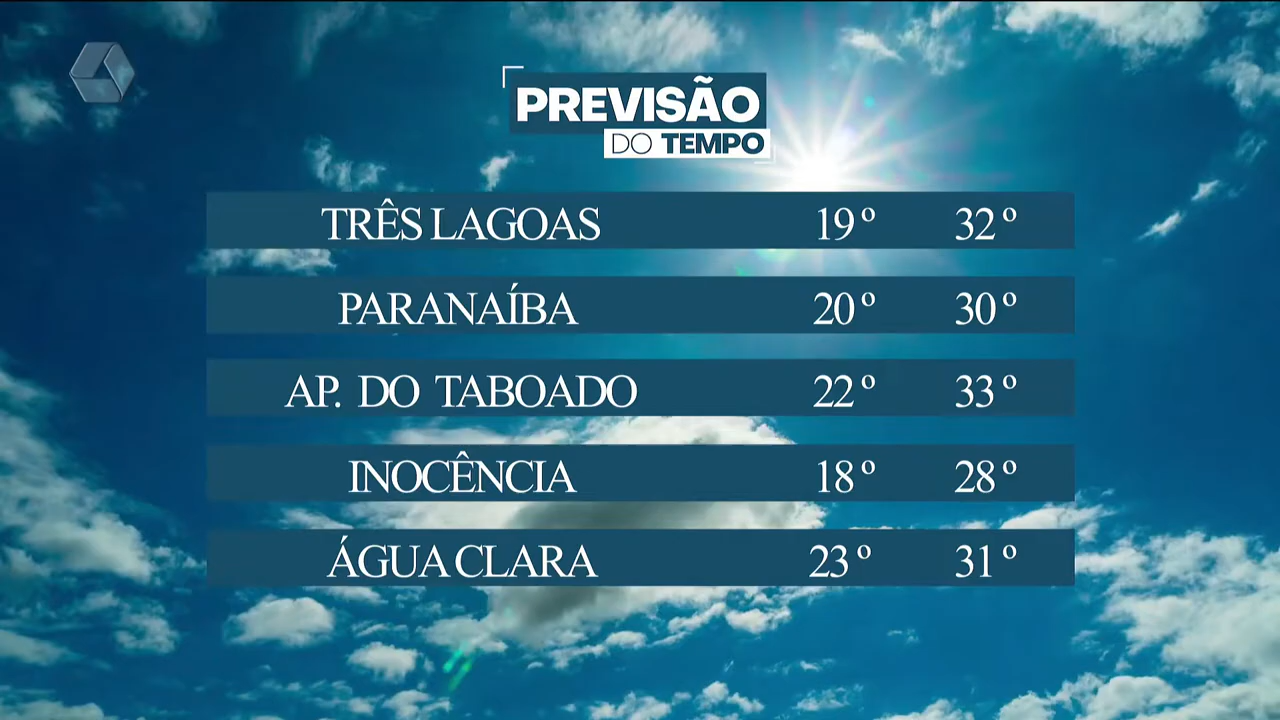 PREVISÃO
DO TEMPO
TRÊS LAGOAS 19º 32º
PARANAÍBA 20º 30º
AP. DO TABOADO 22º 33º
INOCÊNCIA 18º 28º
ÁGUA CLARA 23º 31º